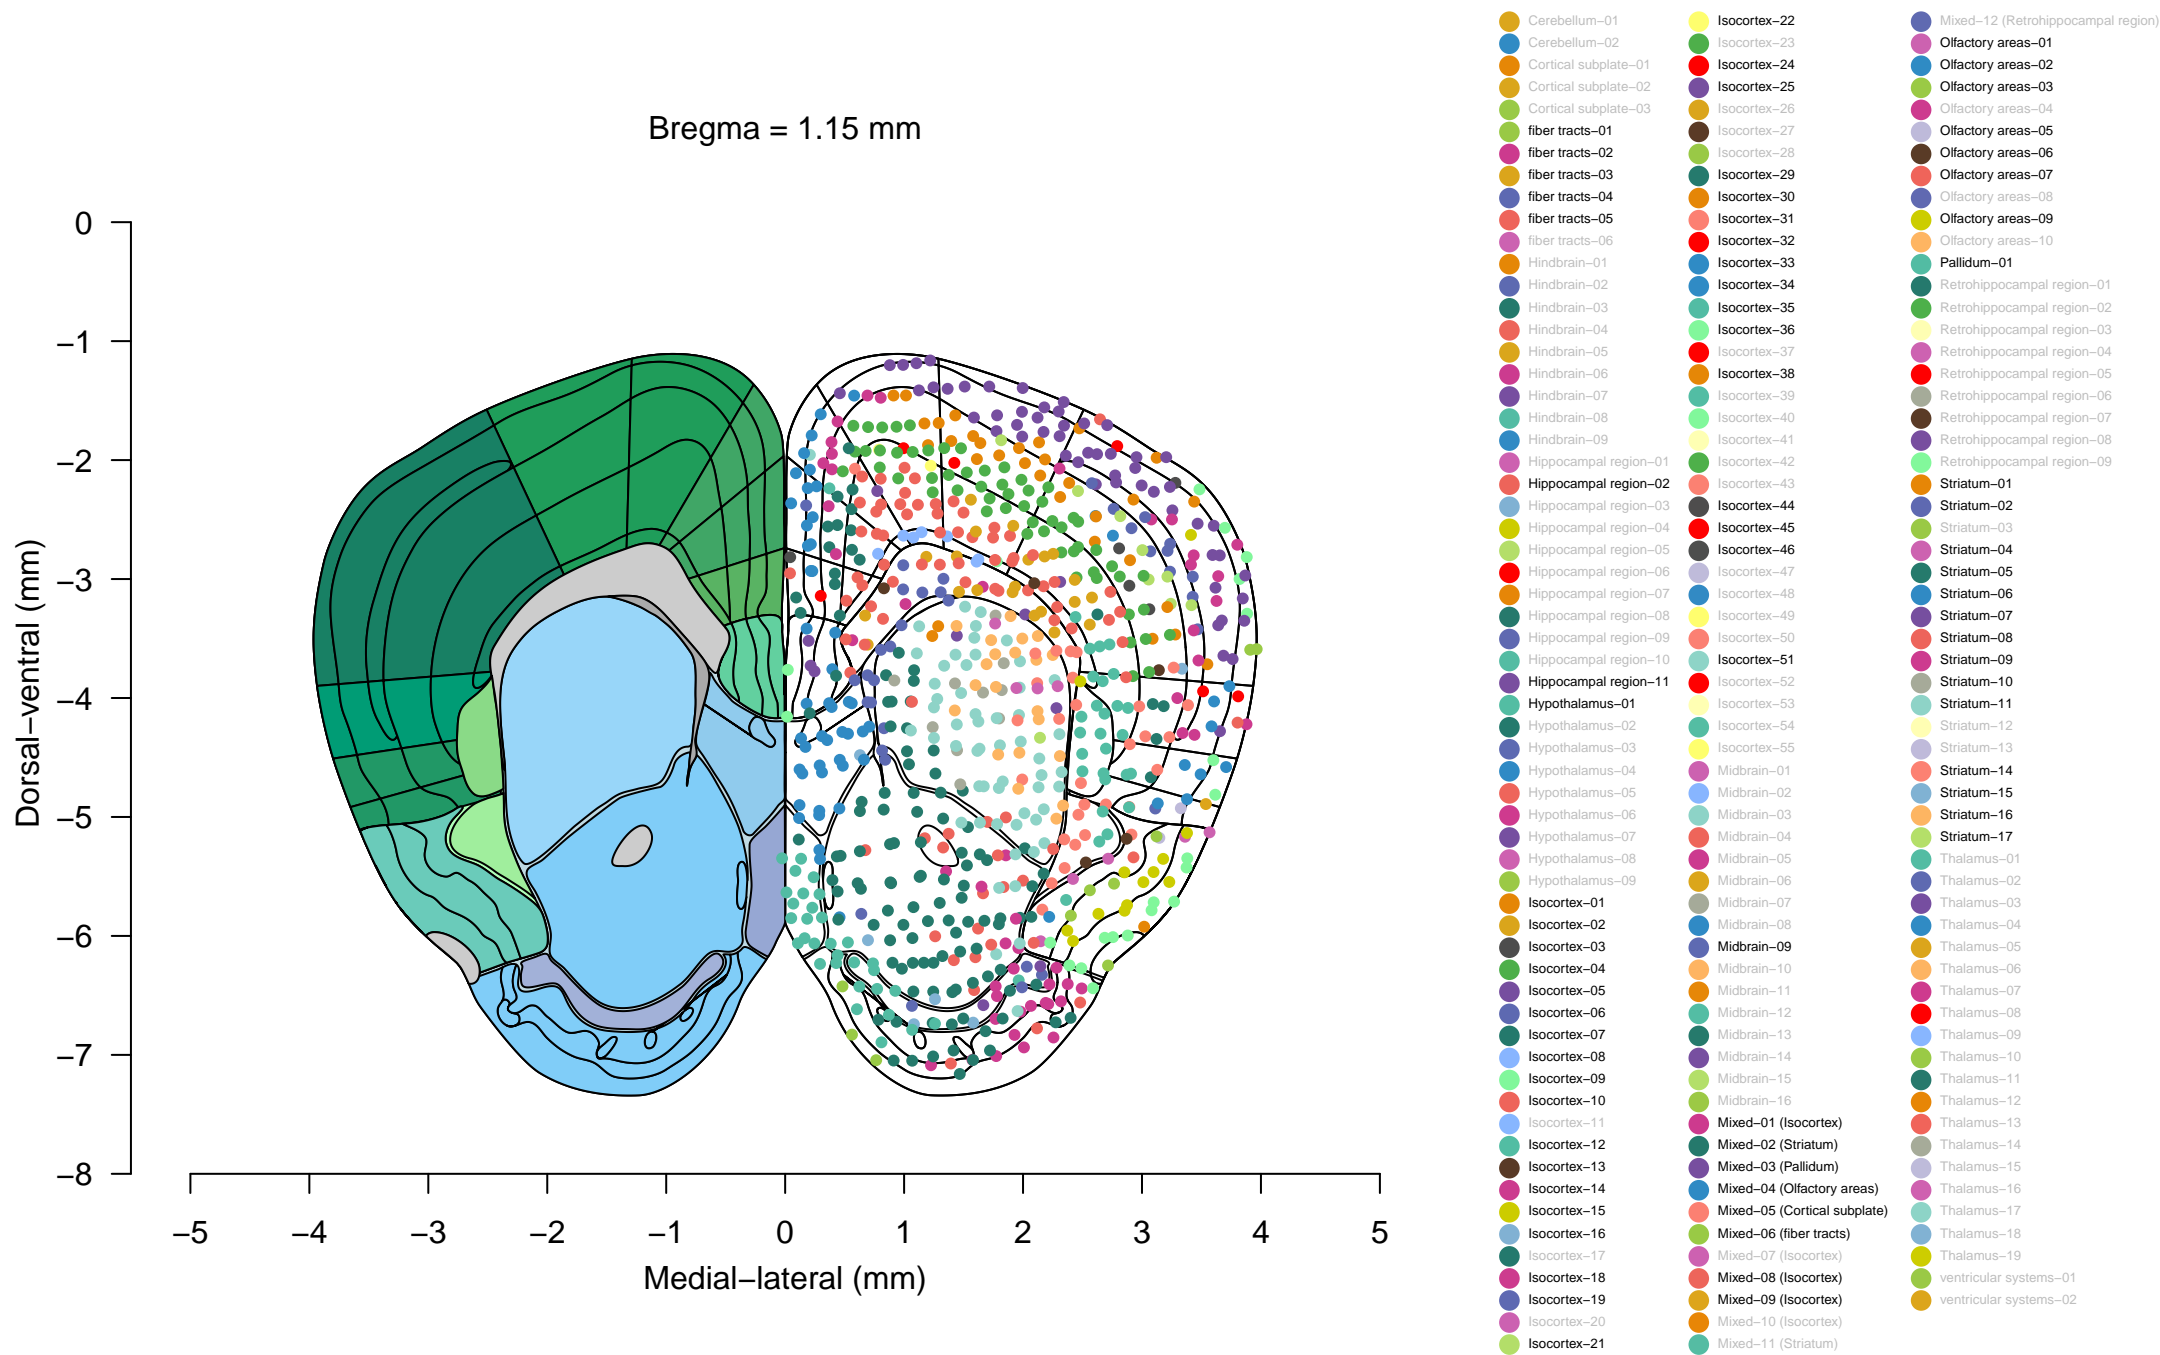 Bregma = 1.15 mm
Dorsal−ventral (mm)
0
−1
−2
−3
−4
−5
−6
−7
−8
−5
−4
−3
−2
−1
0
1
2
3
4
5
Medial−lateral (mm)
Cerebellum−01
Cerebellum−02
Cortical subplate−01
Cortical subplate−02
Cortical subplate−03
fiber tracts−01
fiber tracts−02
fiber tracts−03
fiber tracts−04
fiber tracts−05
fiber tracts−06
Hindbrain−01
Hindbrain−02
Hindbrain−03
Hindbrain−04
Hindbrain−05
Hindbrain−06
Hindbrain−07
Hindbrain−08
Hindbrain−09
Hippocampal region−01
Hippocampal region−02
Hippocampal region−03
Hippocampal region−04
Hippocampal region−05
Hippocampal region−06
Hippocampal region−07
Hippocampal region−08
Hippocampal region−09
Hippocampal region−10
Hippocampal region−11
Hypothalamus−01
Hypothalamus−02
Hypothalamus−03
Hypothalamus−04
Hypothalamus−05
Hypothalamus−06
Hypothalamus−07
Hypothalamus−08
Hypothalamus−09
Isocortex−01
Isocortex−02
Isocortex−03
Isocortex−04
Isocortex−05
Isocortex−06
Isocortex−07
Isocortex−08
Isocortex−09
Isocortex−10
Isocortex−11
Isocortex−12
Isocortex−13
Isocortex−14
Isocortex−15
Isocortex−16
Isocortex−17
Isocortex−18
Isocortex−19
Isocortex−20
Isocortex−21
Isocortex−22
Isocortex−23
Isocortex−24
Isocortex−25
Isocortex−26
Isocortex−27
Isocortex−28
Isocortex−29
Isocortex−30
Isocortex−31
Isocortex−32
Isocortex−33
Isocortex−34
Isocortex−35
Isocortex−36
Isocortex−37
Isocortex−38
Isocortex−39
Isocortex−40
Isocortex−41
Isocortex−42
Isocortex−43
Isocortex−44
Isocortex−45
Isocortex−46
Isocortex−47
Isocortex−48
Isocortex−49
Isocortex−50
Isocortex−51
Isocortex−52
Isocortex−53
Isocortex−54
Isocortex−55
Midbrain−01
Midbrain−02
Midbrain−03
Midbrain−04
Midbrain−05
Midbrain−06
Midbrain−07
Midbrain−08
Midbrain−09
Midbrain−10
Midbrain−11
Midbrain−12
Midbrain−13
Midbrain−14
Midbrain−15
Midbrain−16
Mixed−01 (Isocortex)
Mixed−02 (Striatum)
Mixed−03 (Pallidum)
Mixed−04 (Olfactory areas)
Mixed−05 (Cortical subplate)
Mixed−06 (fiber tracts)
Mixed−07 (Isocortex)
Mixed−08 (Isocortex)
Mixed−09 (Isocortex)
Mixed−10 (Isocortex)
Mixed−11 (Striatum)
Mixed−12 (Retrohippocampal region)
Olfactory areas−01
Olfactory areas−02
Olfactory areas−03
Olfactory areas−04
Olfactory areas−05
Olfactory areas−06
Olfactory areas−07
Olfactory areas−08
Olfactory areas−09
Olfactory areas−10
Pallidum−01
Retrohippocampal region−01
Retrohippocampal region−02
Retrohippocampal region−03
Retrohippocampal region−04
Retrohippocampal region−05
Retrohippocampal region−06
Retrohippocampal region−07
Retrohippocampal region−08
Retrohippocampal region−09
Striatum−01
Striatum−02
Striatum−03
Striatum−04
Striatum−05
Striatum−06
Striatum−07
Striatum−08
Striatum−09
Striatum−10
Striatum−11
Striatum−12
Striatum−13
Striatum−14
Striatum−15
Striatum−16
Striatum−17
Thalamus−01
Thalamus−02
Thalamus−03
Thalamus−04
Thalamus−05
Thalamus−06
Thalamus−07
Thalamus−08
Thalamus−09
Thalamus−10
Thalamus−11
Thalamus−12
Thalamus−13
Thalamus−14
Thalamus−15
Thalamus−16
Thalamus−17
Thalamus−18
Thalamus−19
ventricular systems−01
ventricular systems−02